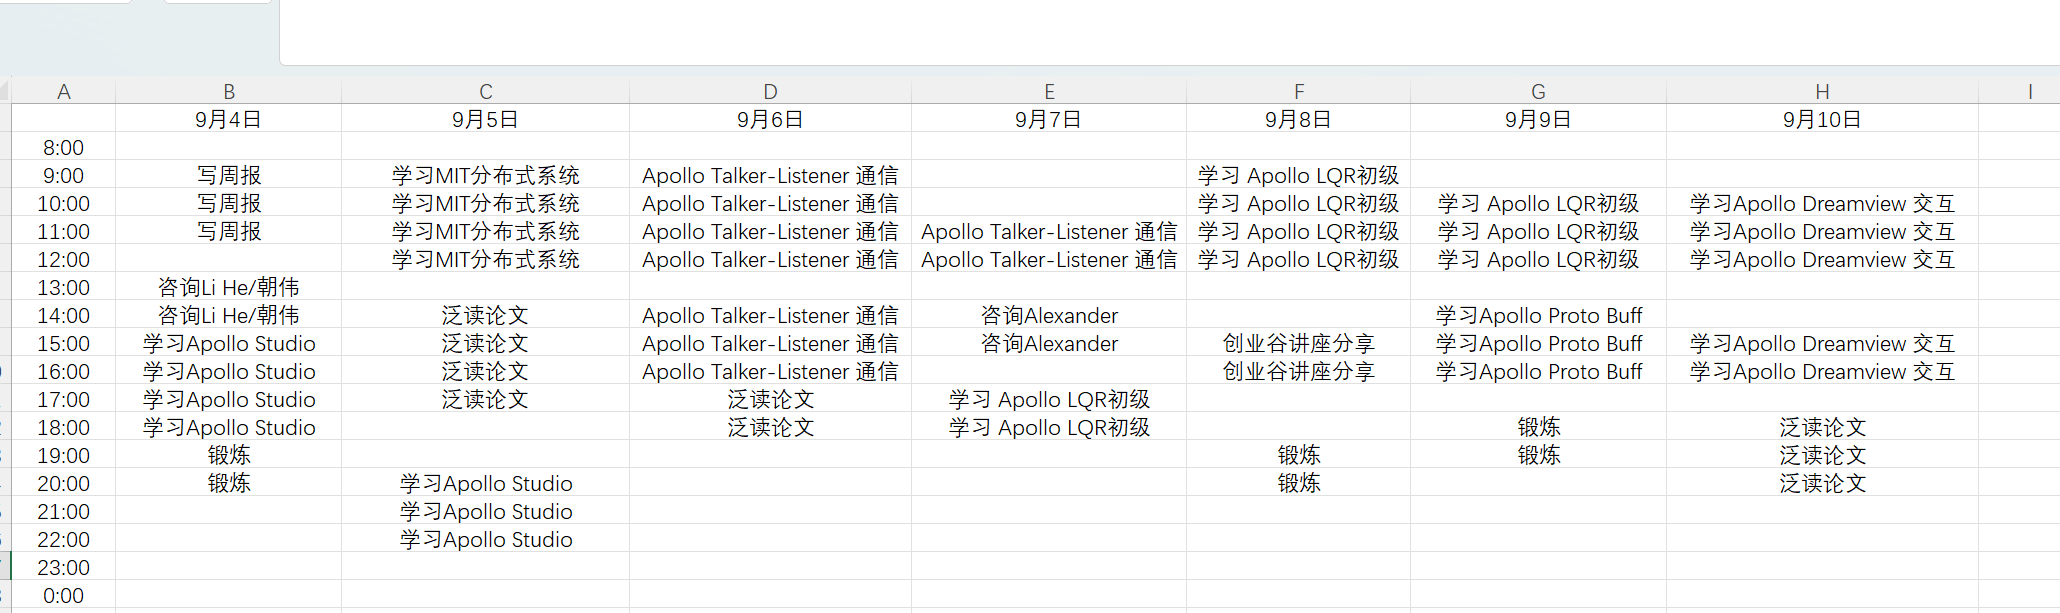 A B C D E F G H I
9月4日 9月5日 9月6日 9月7日 9月8日 9月9日 9月10日
8:00
9:00 写周报 学习MIT分布式系统 Apollo Talker-Listener 通信 学习 Apollo LQR初级
10:00 写周报 学习MIT分布式系统 Apollo Talker-Listener 通信 学习 Apollo LQR初级 学习 Apollo LQR初级 学习Apollo Dreamview 交互
11:00 写周报 学习MIT分布式系统 Apollo Talker-Listener 通信 Apollo Talker-Listener 通信 学习 Apollo LQR初级 学习 Apollo LQR初级 学习Apollo Dreamview 交互
12:00 学习MIT分布式系统 Apollo Talker-Listener 通信 Apollo Talker-Listener 通信 学习 Apollo LQR初级 学习 Apollo LQR初级 学习Apollo Dreamview 交互
13:00 咨询Li He/朝伟
14:00 咨询Li He/朝伟 泛读论文 Apollo Talker-Listener 通信 咨询Alexander 学习Apollo Proto Buff
15:00 学习Apollo Studio 泛读论文 Apollo Talker-Listener 通信 咨询Alexander 创业谷讲座分享 学习Apollo Proto Buff 学习Apollo Dreamview 交互
16:00 学习Apollo Studio 泛读论文 Apollo Talker-Listener 通信 创业谷讲座分享 学习Apollo Proto Buff 学习Apollo Dreamview 交互
17:00 学习Apollo Studio 泛读论文 泛读论文 学习 Apollo LQR初级
18:00 学习Apollo Studio 泛读论文 学习 Apollo LQR初级 锻炼 泛读论文
19:00 锻炼 锻炼 锻炼 泛读论文
20:00 锻炼 学习Apollo Studio 锻炼 泛读论文
21:00 学习Apollo Studio
22:00 学习Apollo Studio
23:00
0:00